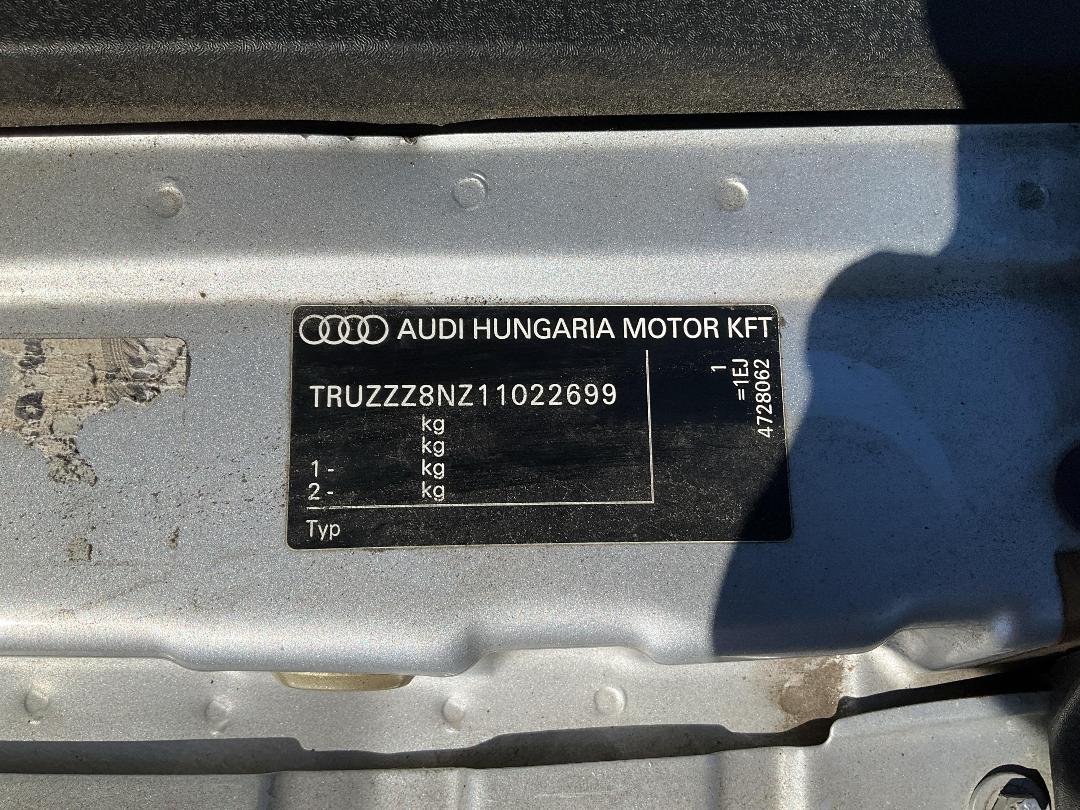 AUDI HUNGARIA MOTOR KFT
TRUZZZ8NZ11022699
kg
kg
1 - kg
2 - kg
Typ
1
=1EJ
4728062